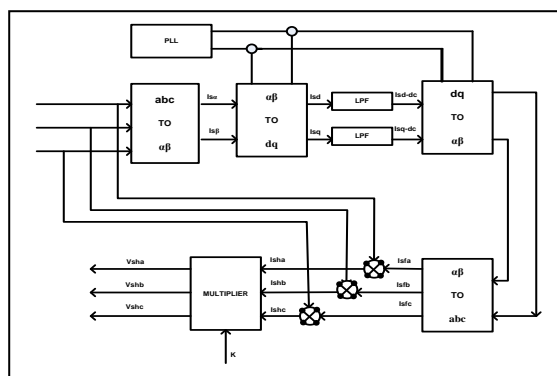 PLL
abc
TO
αβ
Isα
Isβ
αβ
TO
dq
Isd
Isq
LPF
LPF
Isd-dc
Isq-dc
dq
TO
αβ
Vsha
Vshb
Vshc
MULTIPLIER
K
Isha
Ishb
Ishc
Isfa
Isfb
Isfc
αβ
TO
abc